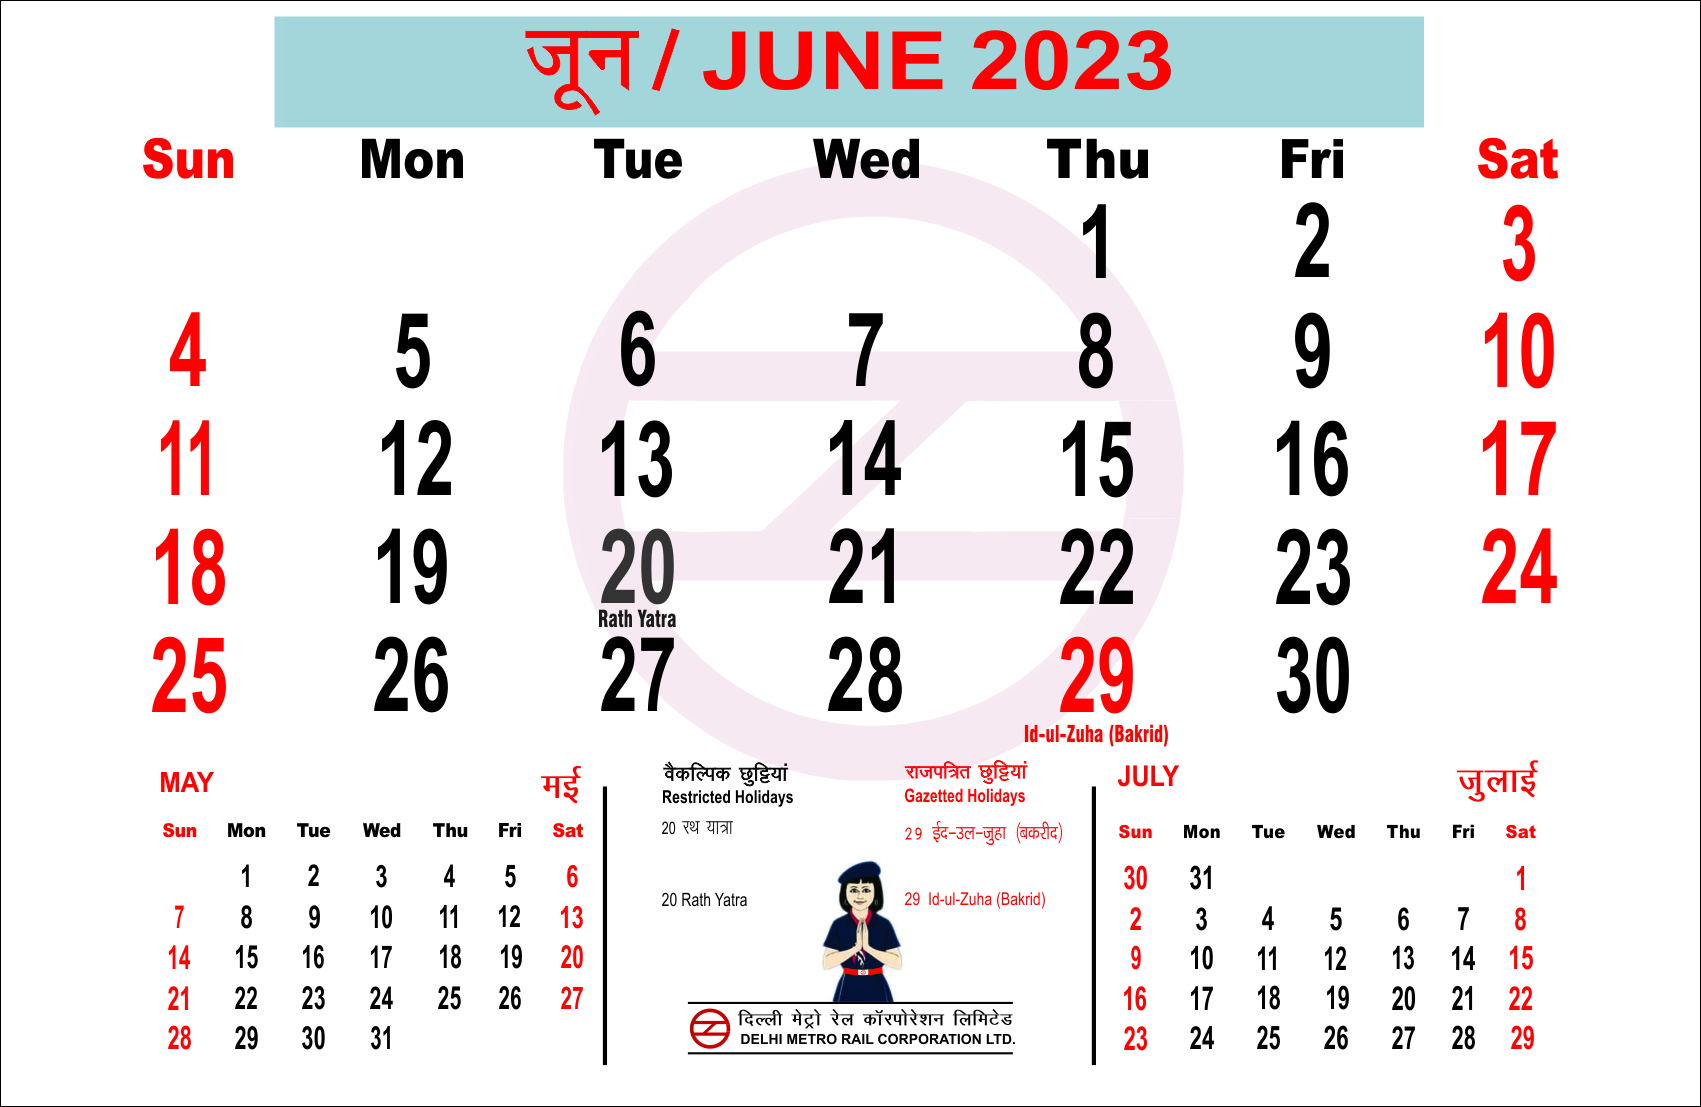 जून / JUNE 2023
Sun Mon Tue Wed Thu Fri Sat
1 2 3
4 5 6 7 8 9 10
11 12 13 14 15 16 17
18 19 20 21 22 23 24
Rath Yatra
25 26 27 28 29 30
Id-ul-Zuha (Bakrid)
MAY मई
Sun Mon Tue Wed Thu Fri Sat
1 2 3 4 5 6
7 8 9 10 11 12 13
14 15 16 17 18 19 20
21 22 23 24 25 26 27
28 29 30 31
वैकल्पिक छुट्टियां
Restricted Holidays
20 रथ यात्रा
20 Rath Yatra
राजपत्रित छुट्टियां
Gazetted Holidays
29 ईद-उल-जुहा (बकरीद)
29 Id-ul-Zuha (Bakrid)
दिल्ली मेट्रो रेल कॉरपोरेशन लिमिटेड
DELHI METRO RAIL CORPORATION LTD.
JULY जुलाई
Sun Mon Tue Wed Thu Fri Sat
30 31 1
2 3 4 5 6 7 8
9 10 11 12 13 14 15
16 17 18 19 20 21 22
23 24 25 26 27 28 29